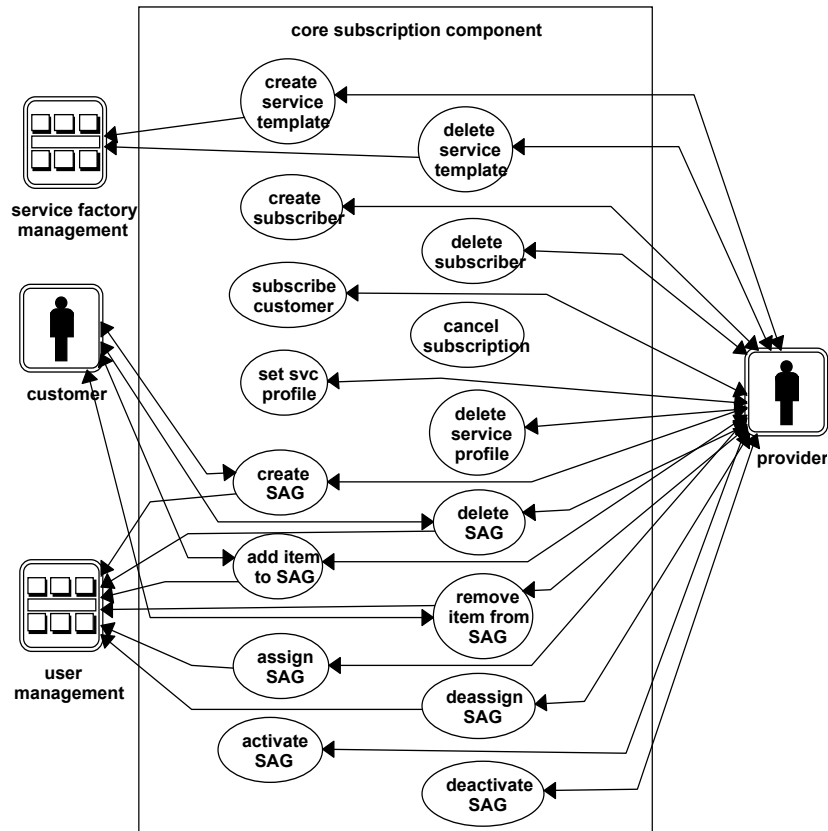 core subscription component
create
service
template
delete
service
template
service factory
management
create
subscriber
delete
subscriber
subscribe
customer
cancel
subscription
customer
set svc
profile
delete
service
profile
provider
create
SAG
delete
SAG
add item
to SAG
remove
item from
SAG
user
management
assign
SAG
deassign
SAG
activate
SAG
deactivate
SAG